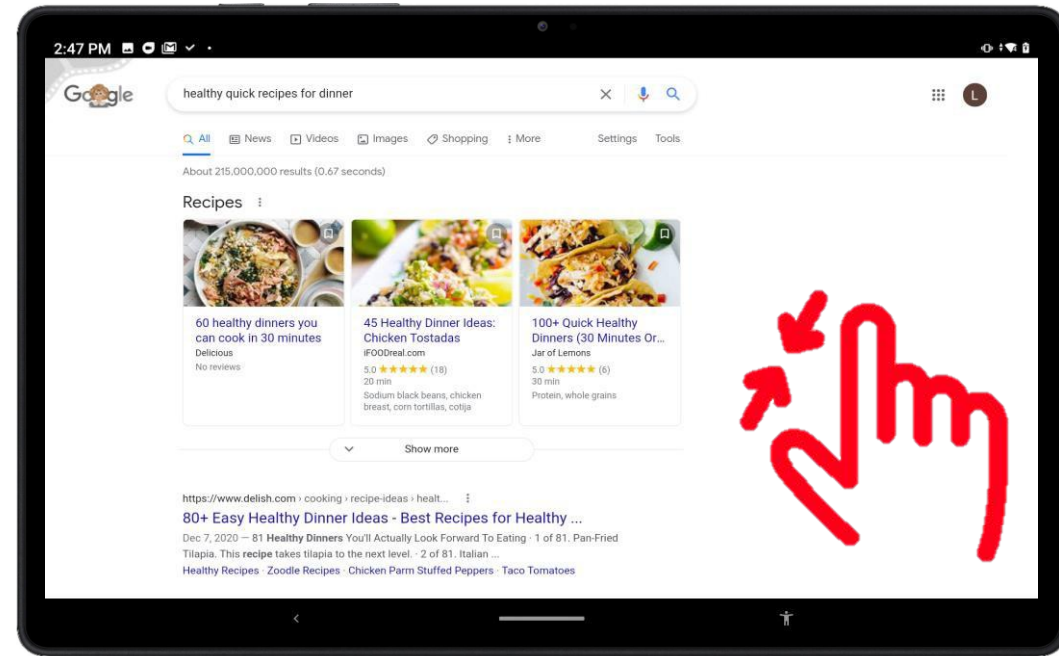 2:47 PM
Google
healthy quick recipes for dinner
L
All News Videos Images Shopping More Settings Tools
About 215,000,000 results (0.67 seconds)
Recipes
60 healthy dinners you
can cook in 30 minutes
Delicious
No reviews
45 Healthy Dinner Ideas:
Chicken Tostadas
iFOODreal.com
5.0 ★★★★★ (18)
20 min
Sodium black beans, chicken
breast, corn tortillas, cotija
100+ Quick Healthy
Dinners (30 Minutes Or...
Jar of Lemons
5.0 ★★★★★ (6)
30 min
Protein, whole grains
Show more
https://www.delish.com › cooking › recipe-ideas › healt...
80+ Easy Healthy Dinner Ideas - Best Recipes for Healthy ...
Dec 7, 2020 — 81 Healthy Dinners You'll Actually Look Forward To Eating · 1 of 81. Pan-Fried
Tilapia. This recipe takes tilapia to the next level. · 2 of 81. Italian ...
Healthy Recipes · Zoodle Recipes · Chicken Parm Stuffed Peppers · Taco Tomatoes